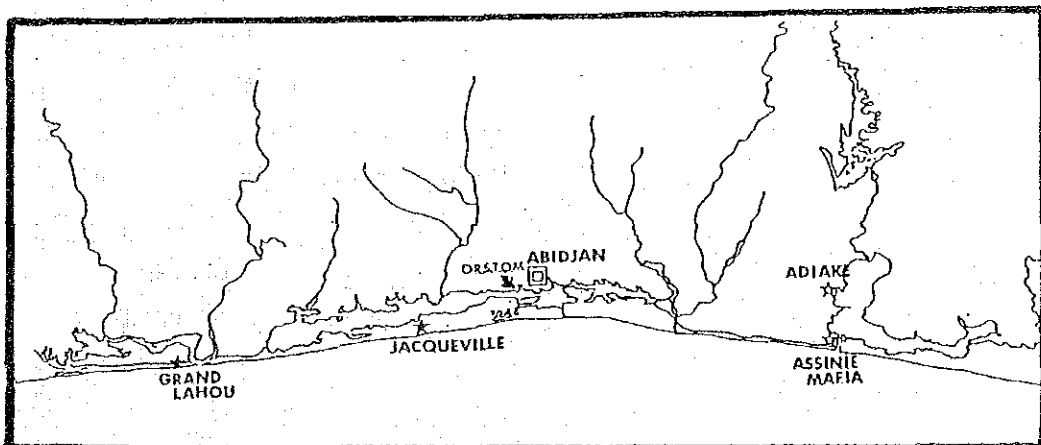 ORSTOM
ABIDJAN
ADIAKE
JACQUEVILLE
GRAND
LAHOU
ASSINIE
MAFIA